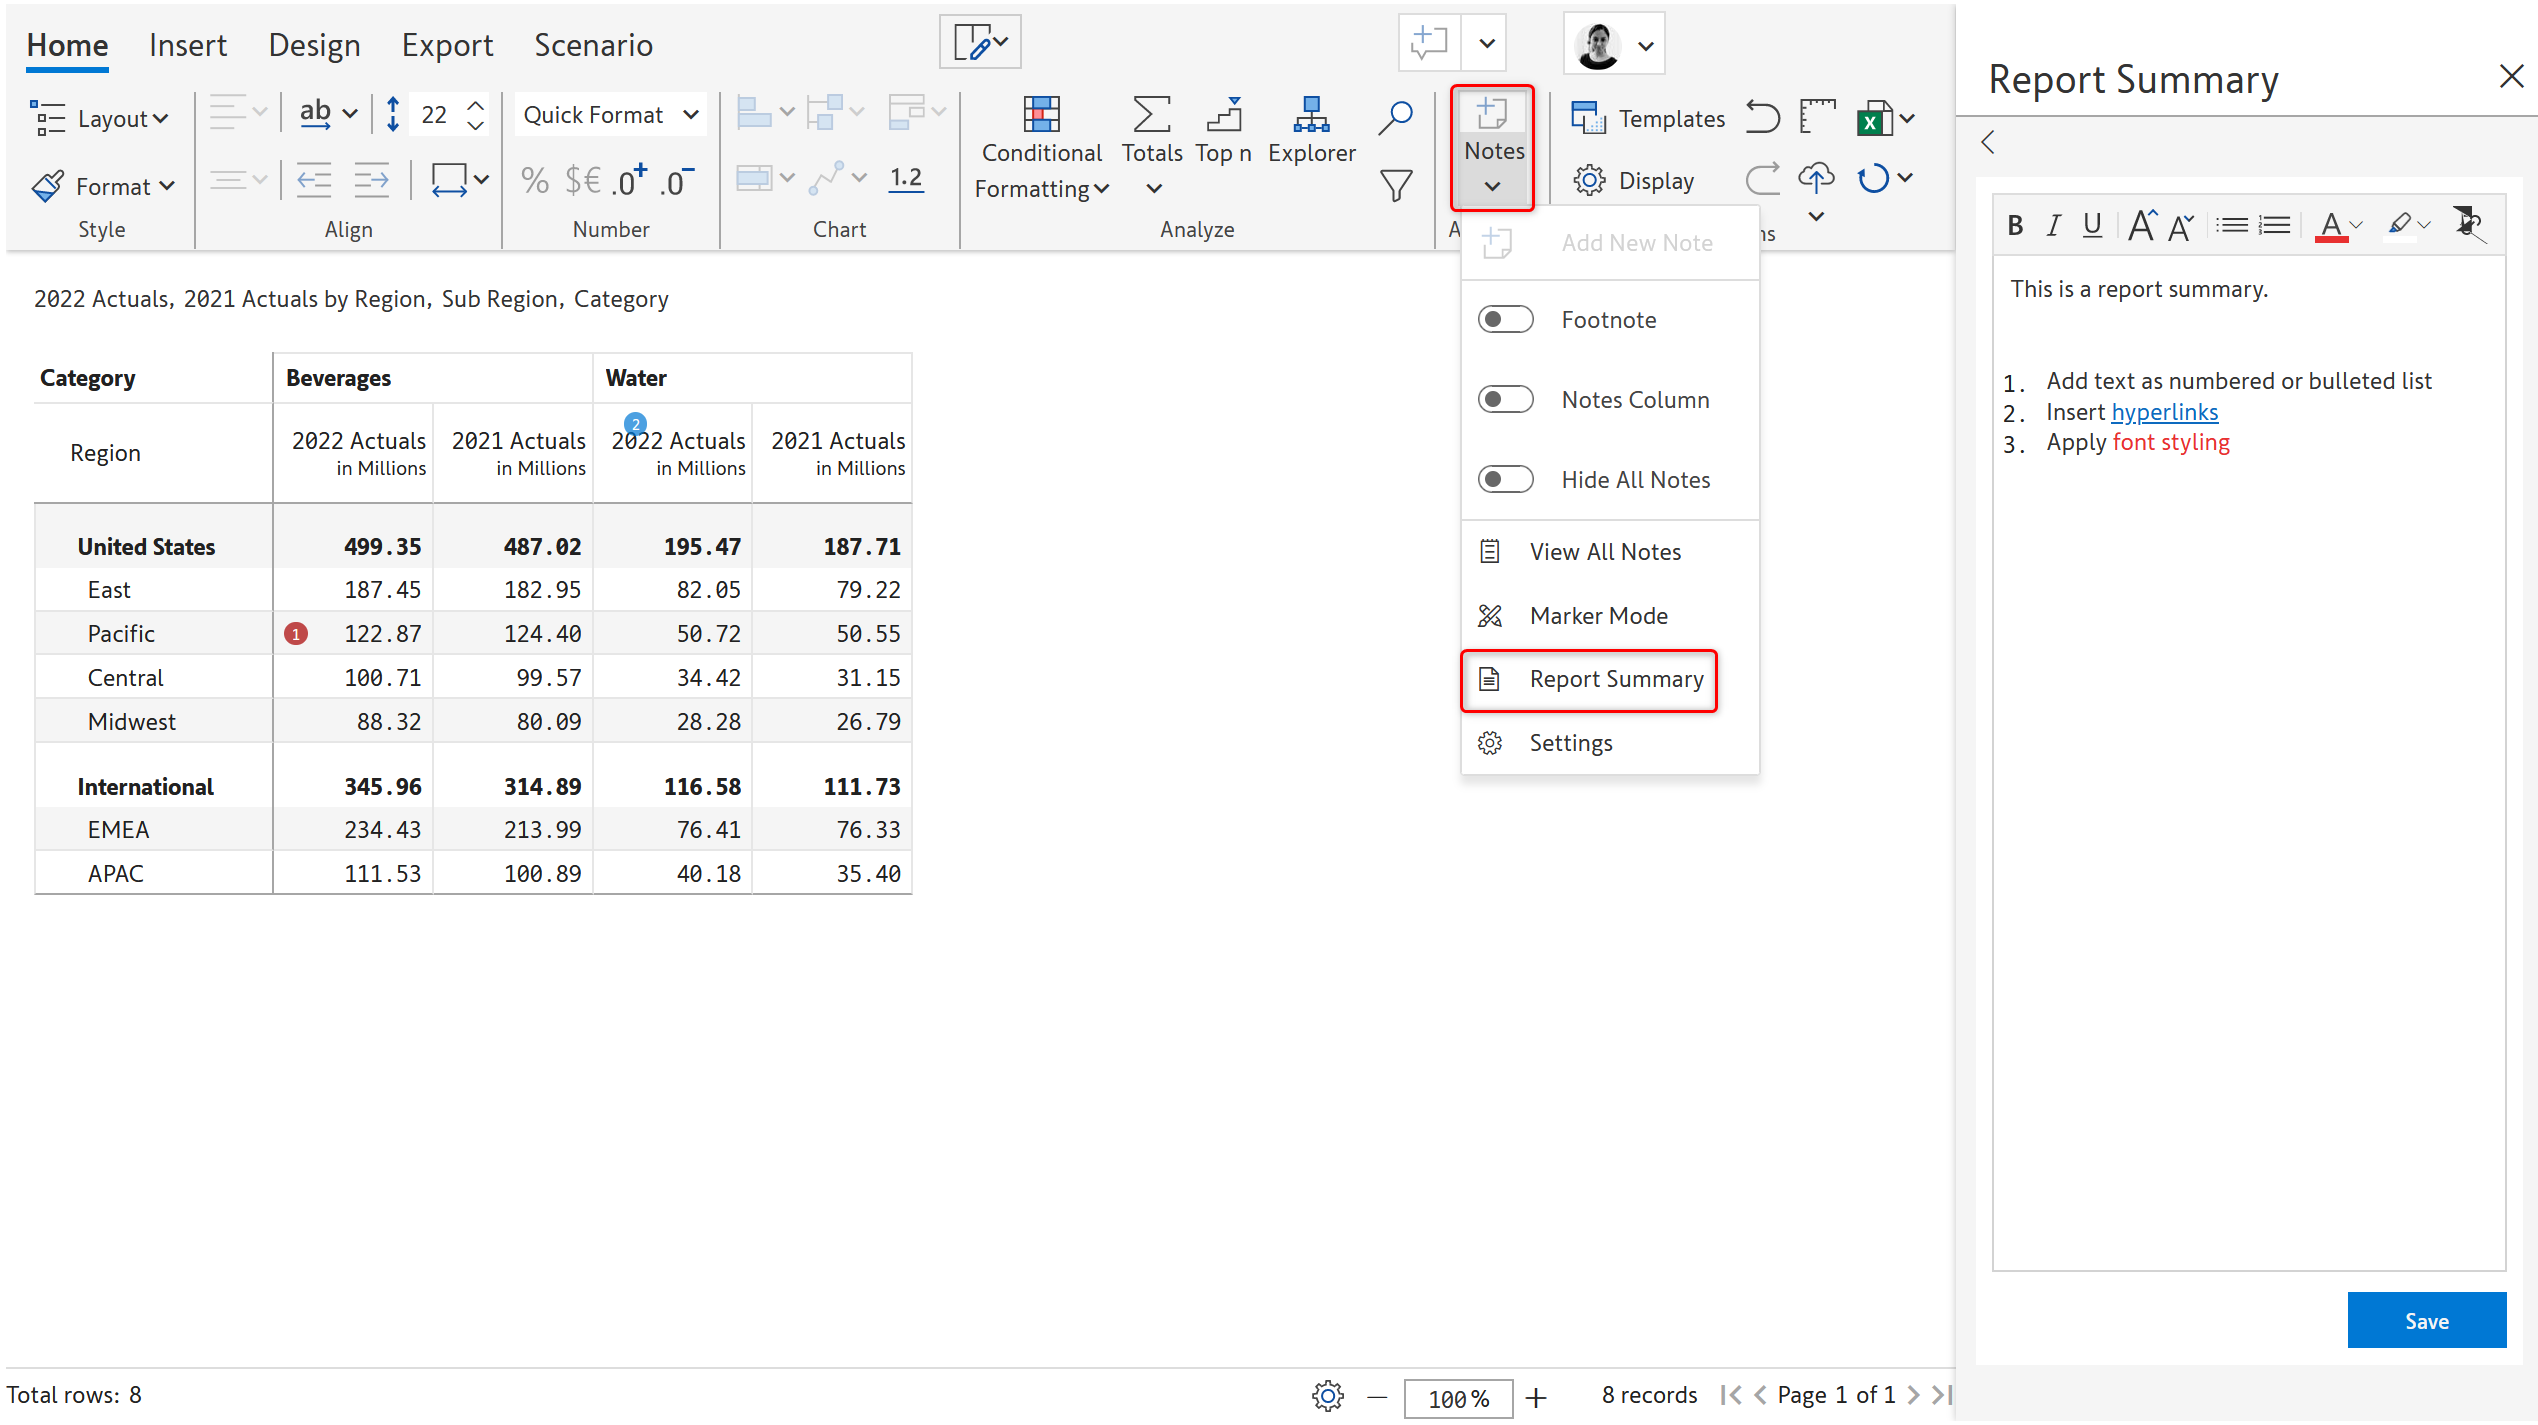 Home Insert Design Export Scenario
Layout ab 22 Quick Format
Conditional Formatting Totals Top n Explorer Notes Templates
Format % $€ .0+ .0- 1.2 Display
Style Align Number Chart Analyze A ns
Add New Note
Footnote
Notes Column
Hide All Notes
View All Notes
Marker Mode
Report Summary
Settings
2022 Actuals, 2021 Actuals by Region, Sub Region, Category
Category Beverages Water
Region 2022 Actuals in Millions 2021 Actuals in Millions 2 2022 Actuals in Millions 2021 Actuals in Millions
United States 499.35 487.02 195.47 187.71
East 187.45 182.95 82.05 79.22
Pacific 1 122.87 124.40 50.72 50.55
Central 100.71 99.57 34.42 31.15
Midwest 88.32 80.09 28.28 26.79
International 345.96 314.89 116.58 111.73
EMEA 234.43 213.99 76.41 76.33
APAC 111.53 100.89 40.18 35.40
Total rows: 8
100 %
8 records Page 1 of 1
Report Summary
B I U A A A
This is a report summary.
1. Add text as numbered or bulleted list
2. Insert hyperlinks
3. Apply font styling
Save